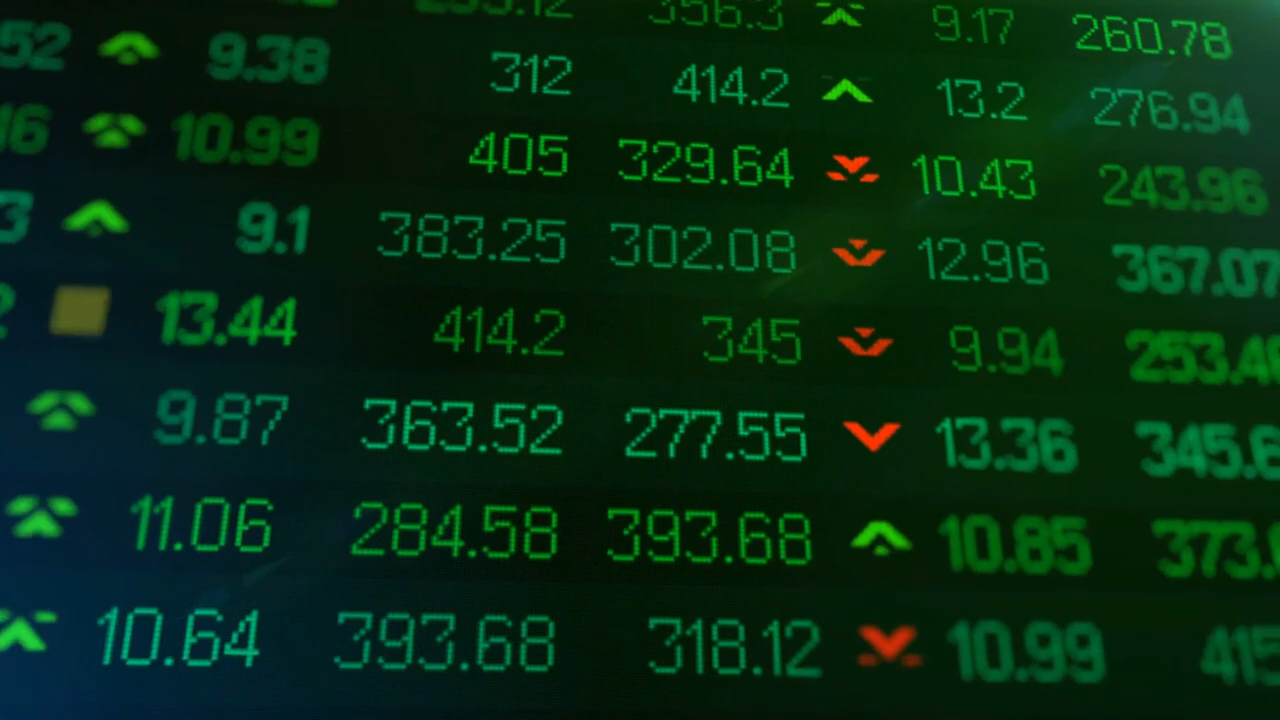 9.17 260.78
9.38 312 414.2 13.2 276.94
10.99 405 329.64 10.43 243.96
9.1 383.25 302.08 12.96 367.07
13.44 414.2 345 9.94
9.87 363.52 277.55 13.36
11.06 284.58 393.68 10.85
10.64 393.68 318.12 10.99